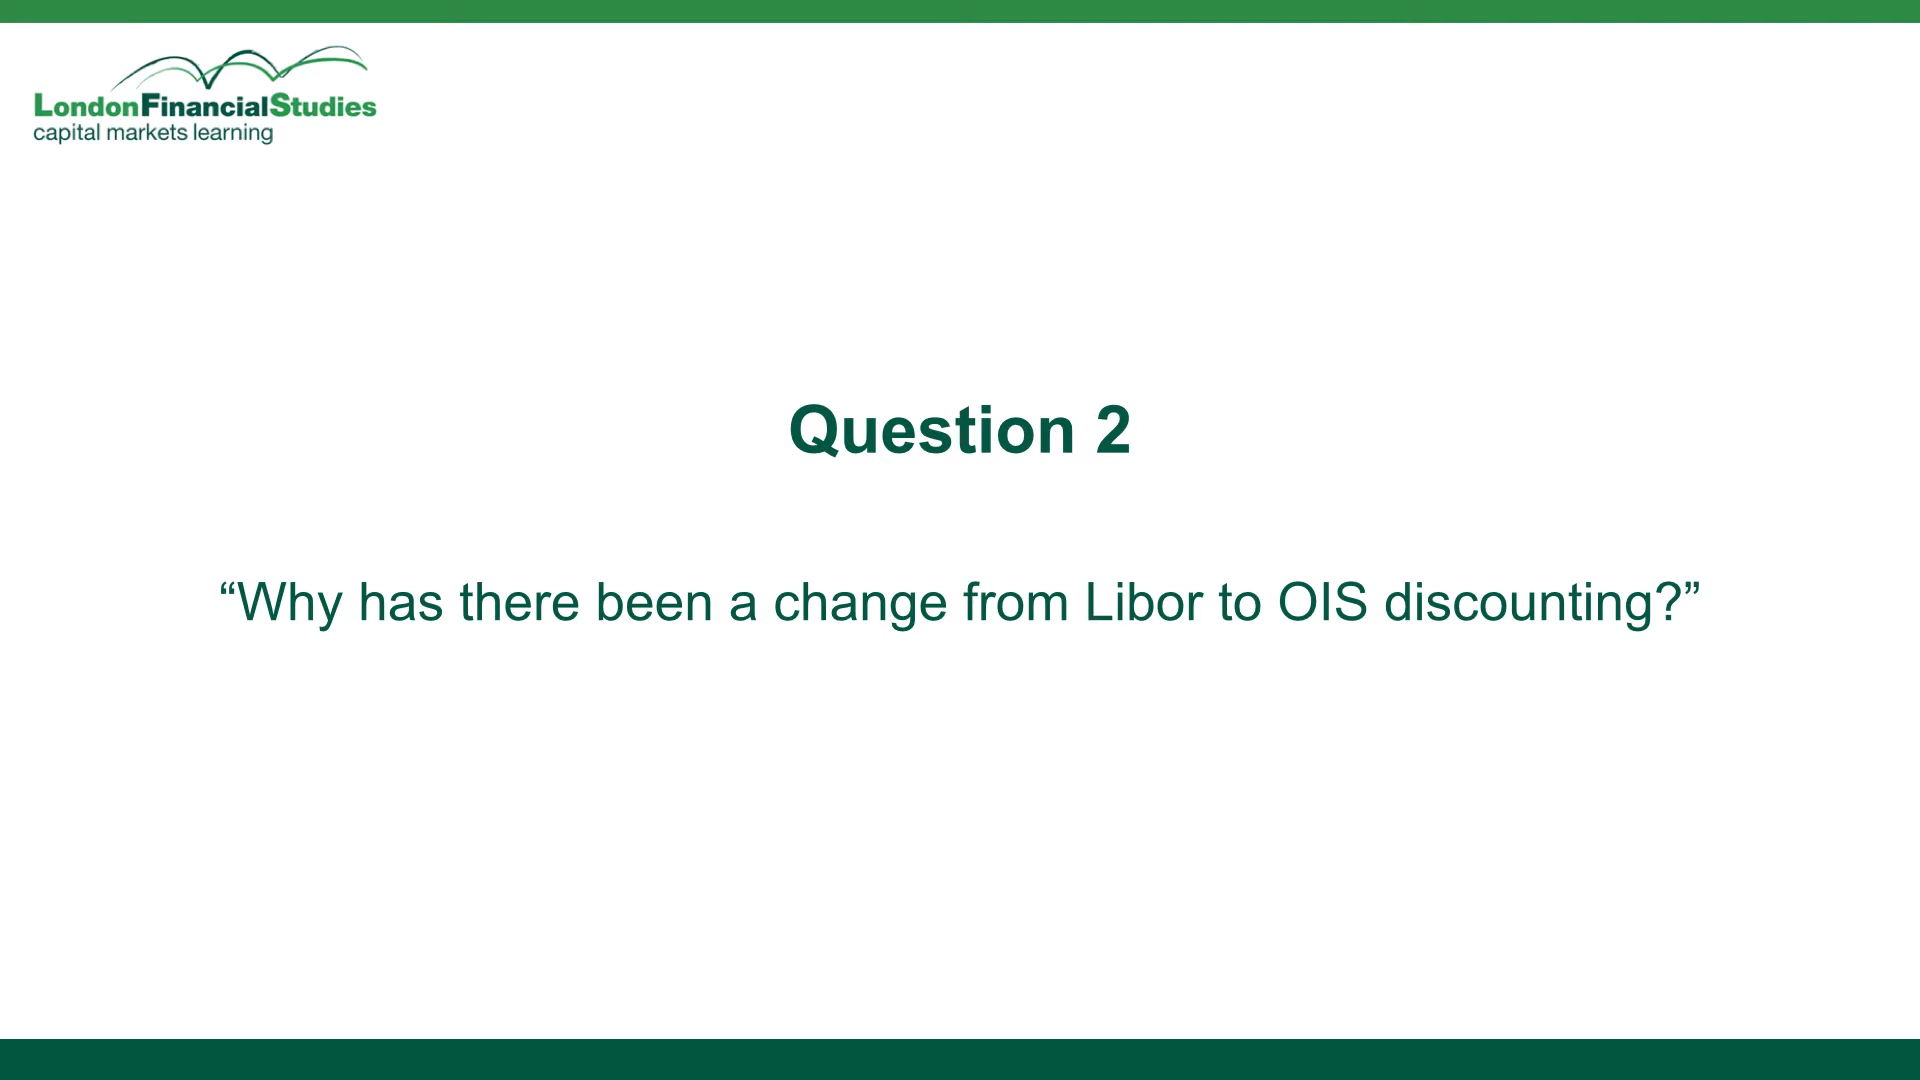 LondonFinancialStudies
capital markets learning
Question 2
“Why has there been a change from Libor to OIS discounting?”